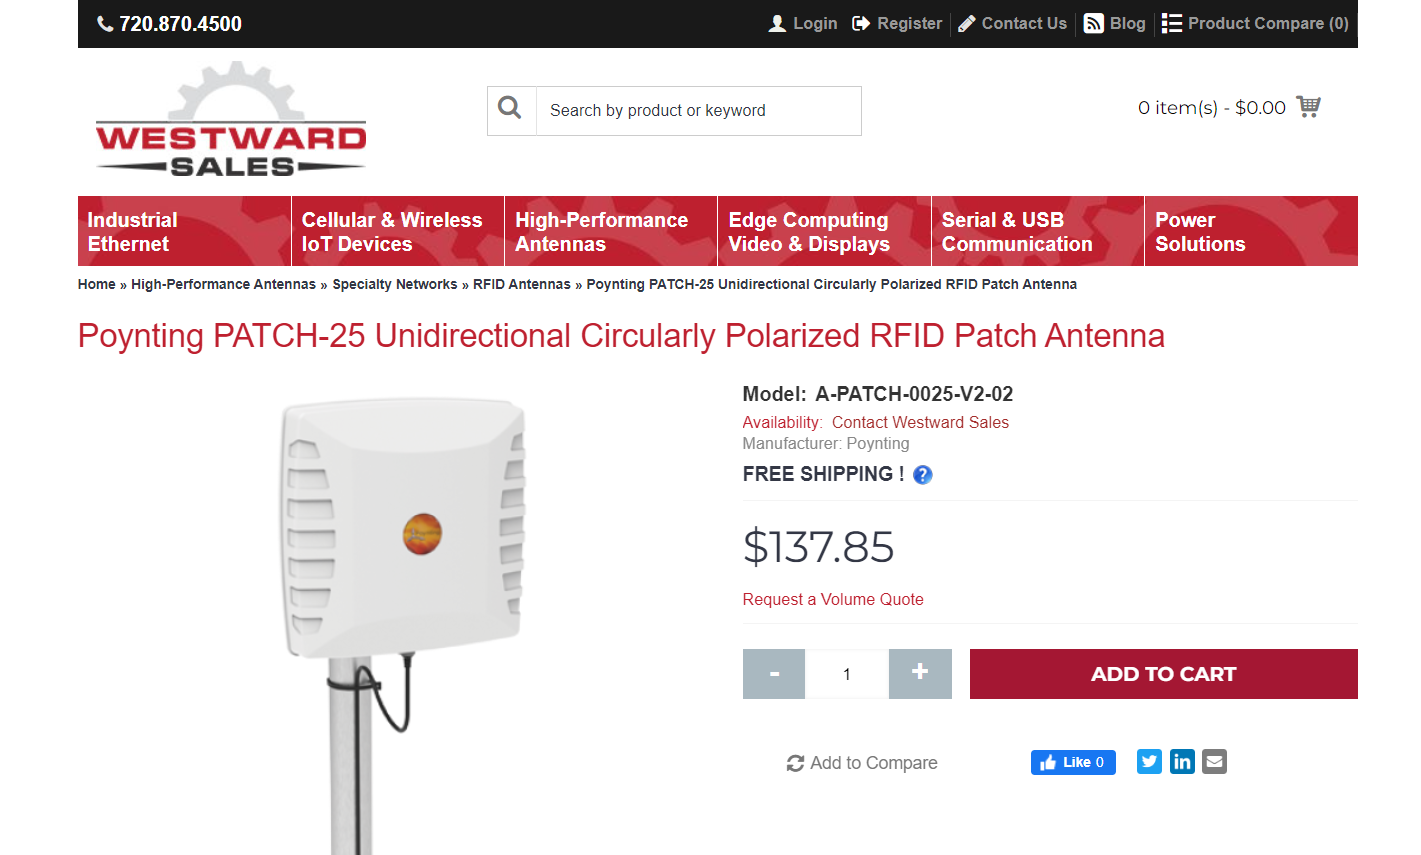 720.870.4500
Login Register Contact Us Blog Product Compare (0)
WESTWARD
SALES
Search by product or keyword
0 item(s) - $0.00
Industrial
Ethernet
Cellular & Wireless
IoT Devices
High-Performance
Antennas
Edge Computing
Video & Displays
Serial & USB
Communication
Power
Solutions
Home » High-Performance Antennas » Specialty Networks » RFID Antennas » Poynting PATCH-25 Unidirectional Circularly Polarized RFID Patch Antenna
Poynting PATCH-25 Unidirectional Circularly Polarized RFID Patch Antenna
Model: A-PATCH-0025-V2-02
Availability: Contact Westward Sales
Manufacturer: Poynting
FREE SHIPPING ! ?
$137.85
Request a Volume Quote
- 1 + ADD TO CART
Add to Compare
Like 0
in